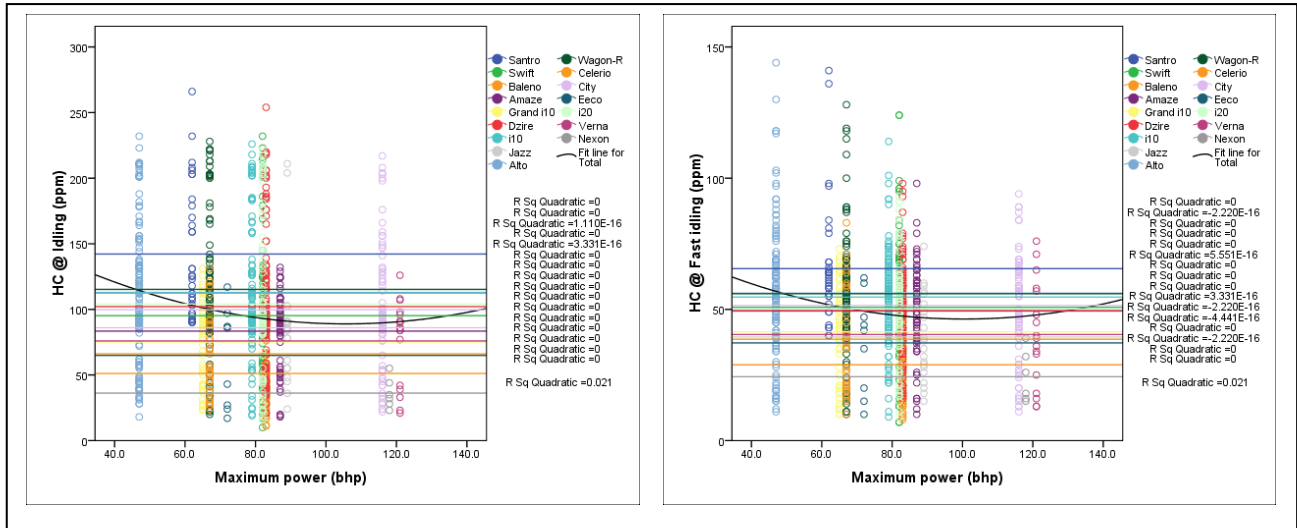 300
250
200
150
100
50
0
HC @ Idling (ppm)
40.0 60.0 80.0 100.0 120.0 140.0
Maximum power (bhp)
Santro Wagon-R
Swift Celerio
Baleno City
Amaze Eeco
Grand i10 i20
Dzire Verna
i10 Nexon
Jazz Fit line for
Alto Total
R Sq Quadratic =0
R Sq Quadratic =0
R Sq Quadratic =1.110E-16
R Sq Quadratic =0
R Sq Quadratic =3.331E-16
R Sq Quadratic =0
R Sq Quadratic =0
R Sq Quadratic =0
R Sq Quadratic =0
R Sq Quadratic =0
R Sq Quadratic =0
R Sq Quadratic =0
R Sq Quadratic =0
R Sq Quadratic =0
R Sq Quadratic =0
R Sq Quadratic =0
R Sq Quadratic =0.021
150
100
50
0
HC @ Fast idling (ppm)
40.0 60.0 80.0 100.0 120.0 140.0
Maximum power (bhp)
Santro Wagon-R
Swift Celerio
Baleno City
Amaze Eeco
Grand i10 i20
Dzire Verna
i10 Nexon
Jazz Fit line for
Alto Total
R Sq Quadratic =0
R Sq Quadratic =-2.220E-16
R Sq Quadratic =0
R Sq Quadratic =0
R Sq Quadratic =0
R Sq Quadratic =5.551E-16
R Sq Quadratic =0
R Sq Quadratic =0
R Sq Quadratic =0
R Sq Quadratic =3.331E-16
R Sq Quadratic =-2.220E-16
R Sq Quadratic =-4.441E-16
R Sq Quadratic =0
R Sq Quadratic =-2.220E-16
R Sq Quadratic =0
R Sq Quadratic =0
R Sq Quadratic =0.021